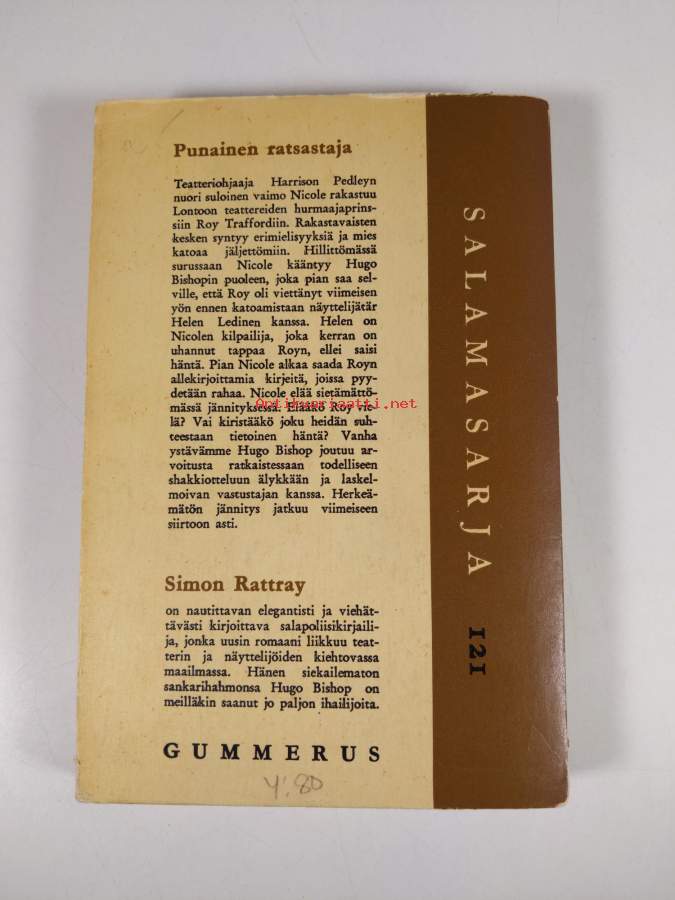 Punainen ratsastaja
Teatteriohjaaja Harrison Pedleyn
nuori suloinen vaimo Nicole rakastuu
Lontoon teattereiden hurmaajaprins-
siin Roy Traffordiin. Rakastavaisten
kesken syntyy erimielisyyksiä ja mies
katoaa jäljettömiin. Hillittömässä
surussaan Nicole kääntyy Hugo
Bishopin puoleen, joka pian saa sel-
ville, että Roy oli viettänyt viimeisen
yön ennen katoamistaan näyttelijätär
Helen Ledinen kanssa. Helen on
Nicolen kilpailija, joka kerran on
uhannut tappaa Royn, ellei saisi
häntä. Pian Nicole alkaa saada Royn
allekirjoittamia kirjeitä, joissa pyy-
detään rahaa. Nicole elää sietämättö-
mässä jännityksessä. Elääkö Roy vie-
lä? Vai kiristääkö joku heidän suh-
teestaan tietoinen häntä? Vanha
ystävämme Hugo Bishop joutuu ar-
voitusta ratkaistessaan todelliseen
shakkiotteluun älykkään ja laskel-
moivan vastustajan kanssa. Herkeä-
mätön jännitys jatkuu viimeiseen
siirtoon asti.
Simon Rattray
on nautittavan elegantisti ja viehät-
tävästi kirjoittava salapoliisikirjaili-
ja, jonka uusin romaani liikkuu teat-
terin ja näyttelijöiden kiehtovassa
maailmassa. Hänen siekailematon
sankarihahmonsa Hugo Bishop on
meilläkin saanut jo paljon ihailijoita.
GUMMERUS
4:80
SALAMASARJA 121
Antikvariaatti.net